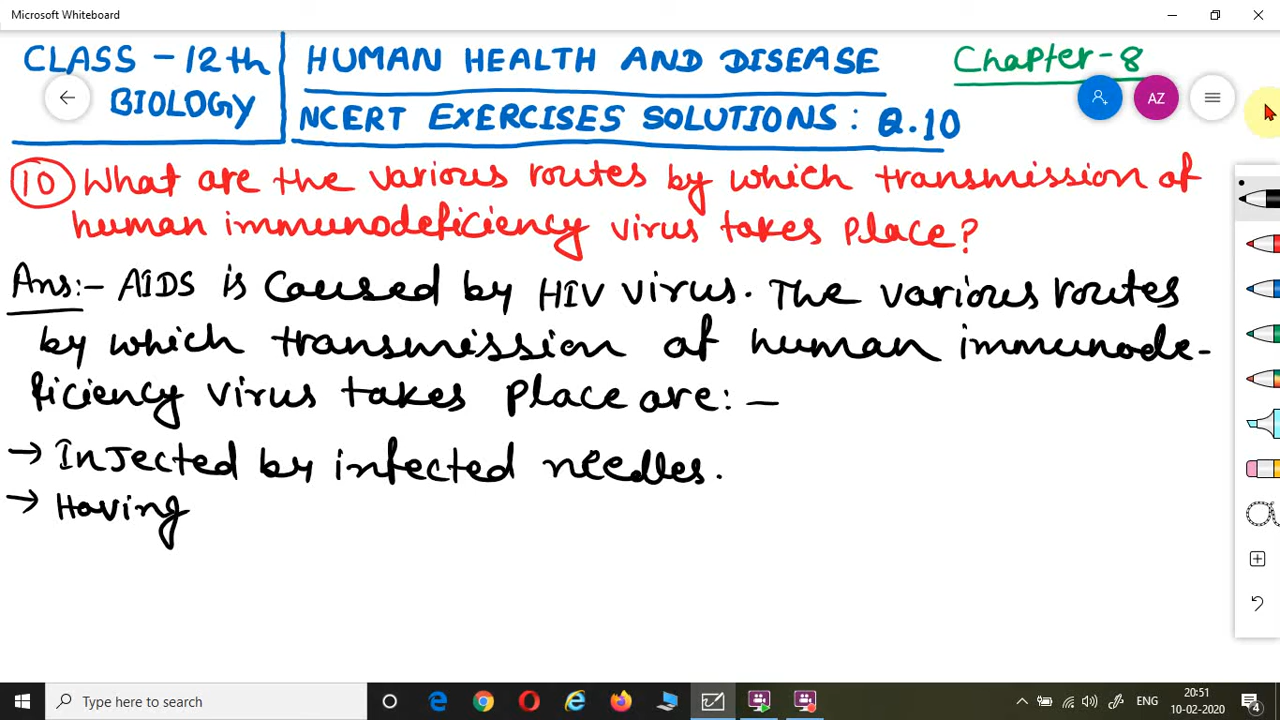 Microsoft Whiteboard
CLASS - 12th
BIOLOGY
HUMAN HEALTH AND DISEASE
NCERT EXERCISES SOLUTIONS : Q.10
Chapter-8
AZ
10 What are the various routes by which transmission of
human immunodeficiency virus takes place?
Ans:- AIDS is caused by HIV virus. The various routes
by which transmission of human immunode-
ficiency virus takes place are: -
→ Injected by infected needles.
→ Having
Type here to search
ENG
20:51
10-02-2020
4